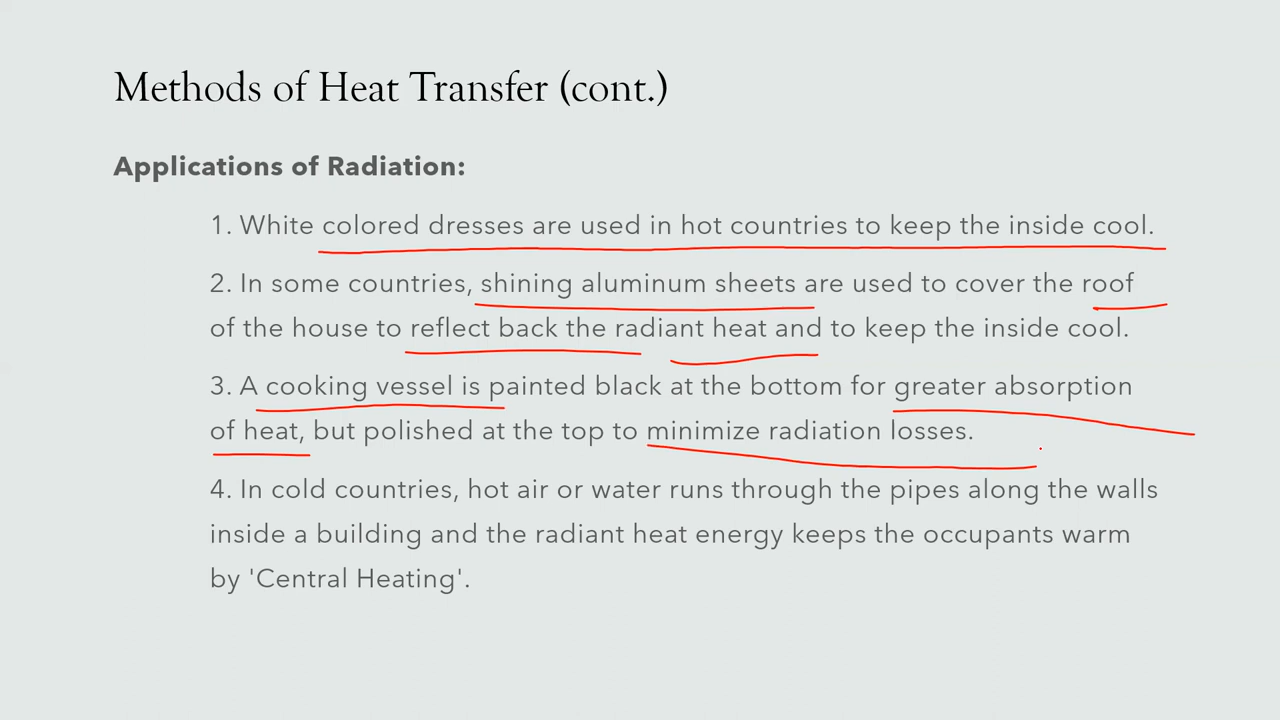 Methods of Heat Transfer (cont.)
Applications of Radiation:
1. White colored dresses are used in hot countries to keep the inside cool.
2. In some countries, shining aluminum sheets are used to cover the roof
of the house to reflect back the radiant heat and to keep the inside cool.
3. A cooking vessel is painted black at the bottom for greater absorption
of heat, but polished at the top to minimize radiation losses.
4. In cold countries, hot air or water runs through the pipes along the walls
inside a building and the radiant heat energy keeps the occupants warm
by 'Central Heating'.